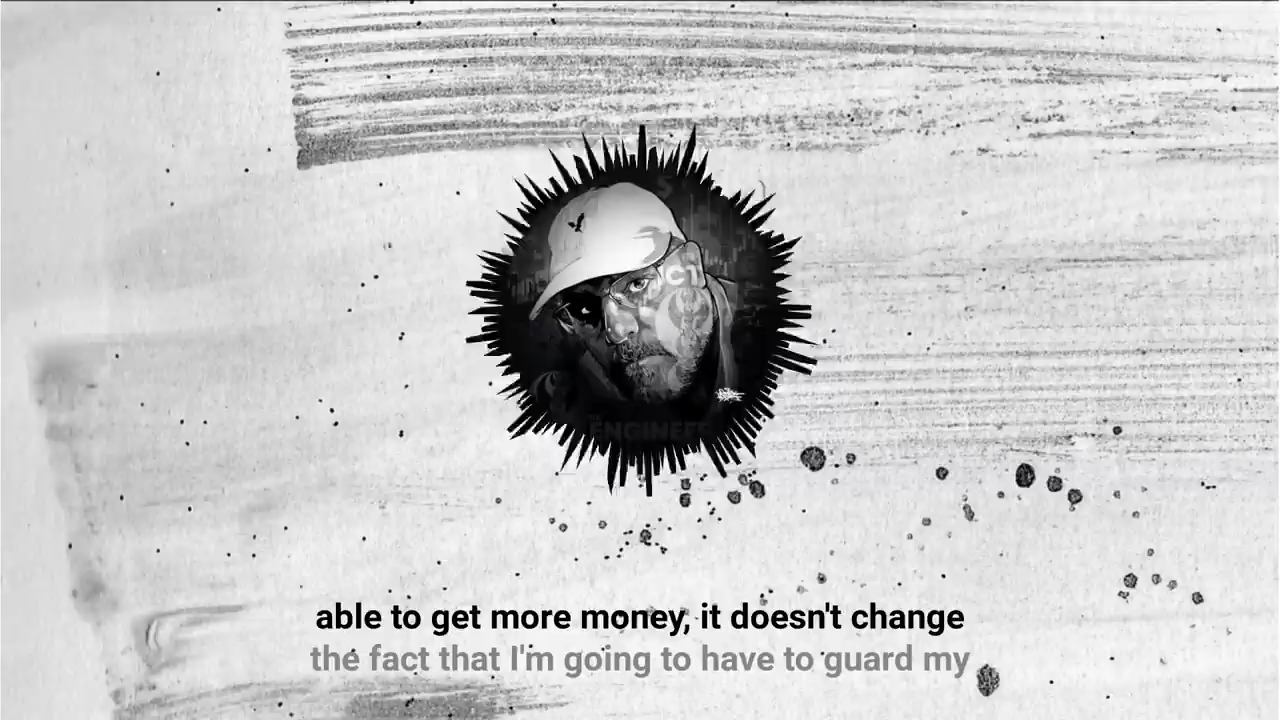 able to get more money, it doesn't change
the fact that I'm going to have to guard my